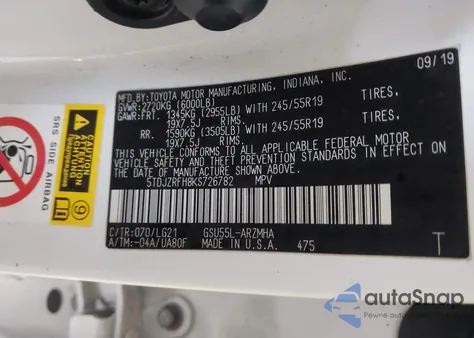 MFD.BY:TOYOTA MOTOR MANUFACTURING, INDIANA, INC. 09/19
GVWR:2720KG (6000LB)
GAWR:FRT. 1345KG (2955LB) WITH 245/55R19 TIRES,
19X7.5J RIMS,
RR. 1590KG (3505LB) WITH 245/55R19 TIRES,
19X7.5J RIMS.
THIS VEHICLE CONFORMS TO ALL APPLICABLE FEDERAL MOTOR
VEHICLE SAFETY AND THEFT PREVENTION STANDARDS IN EFFECT ON
THE DATE OF MANUFACTURE SHOWN ABOVE.
5TDJZRFH8KS726782 MPV
C/TR:070/LG21 GSU55L-ARZMHA
A/TM:-04A/UA80F MADE IN U.S.A. 475 T
SRS SIDE AIRBAG
autoSnap